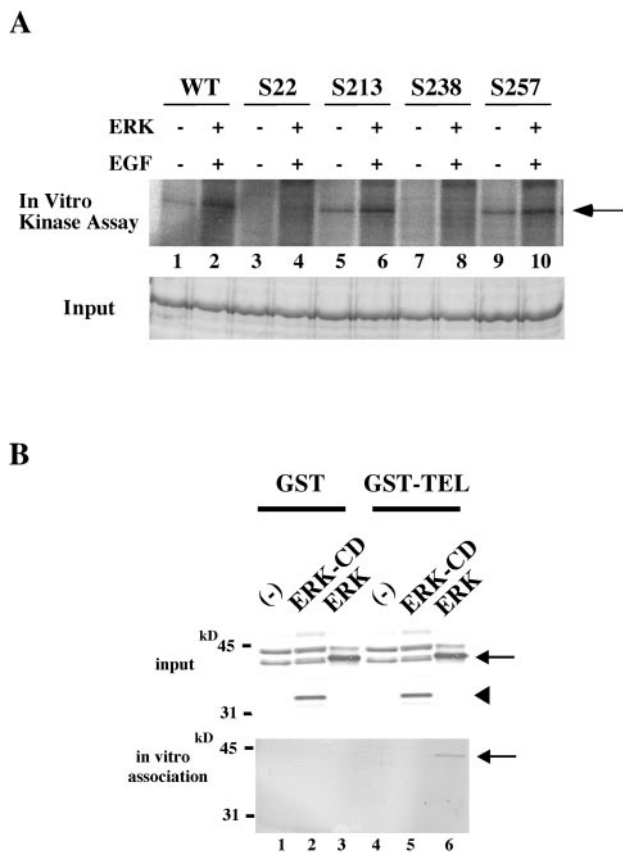 A
WT S22 S213 S238 S257
ERK - + - + - + - + - +
EGF - + - + - + - + - +
In Vitro
Kinase Assay
1 2 3 4 5 6 7 8 9 10
Input
B
GST GST-TEL
(-) ERK-CD ERK (-) ERK-CD ERK
kD
45
input
31
kD
45
in vitro
association
31
1 2 3 4 5 6